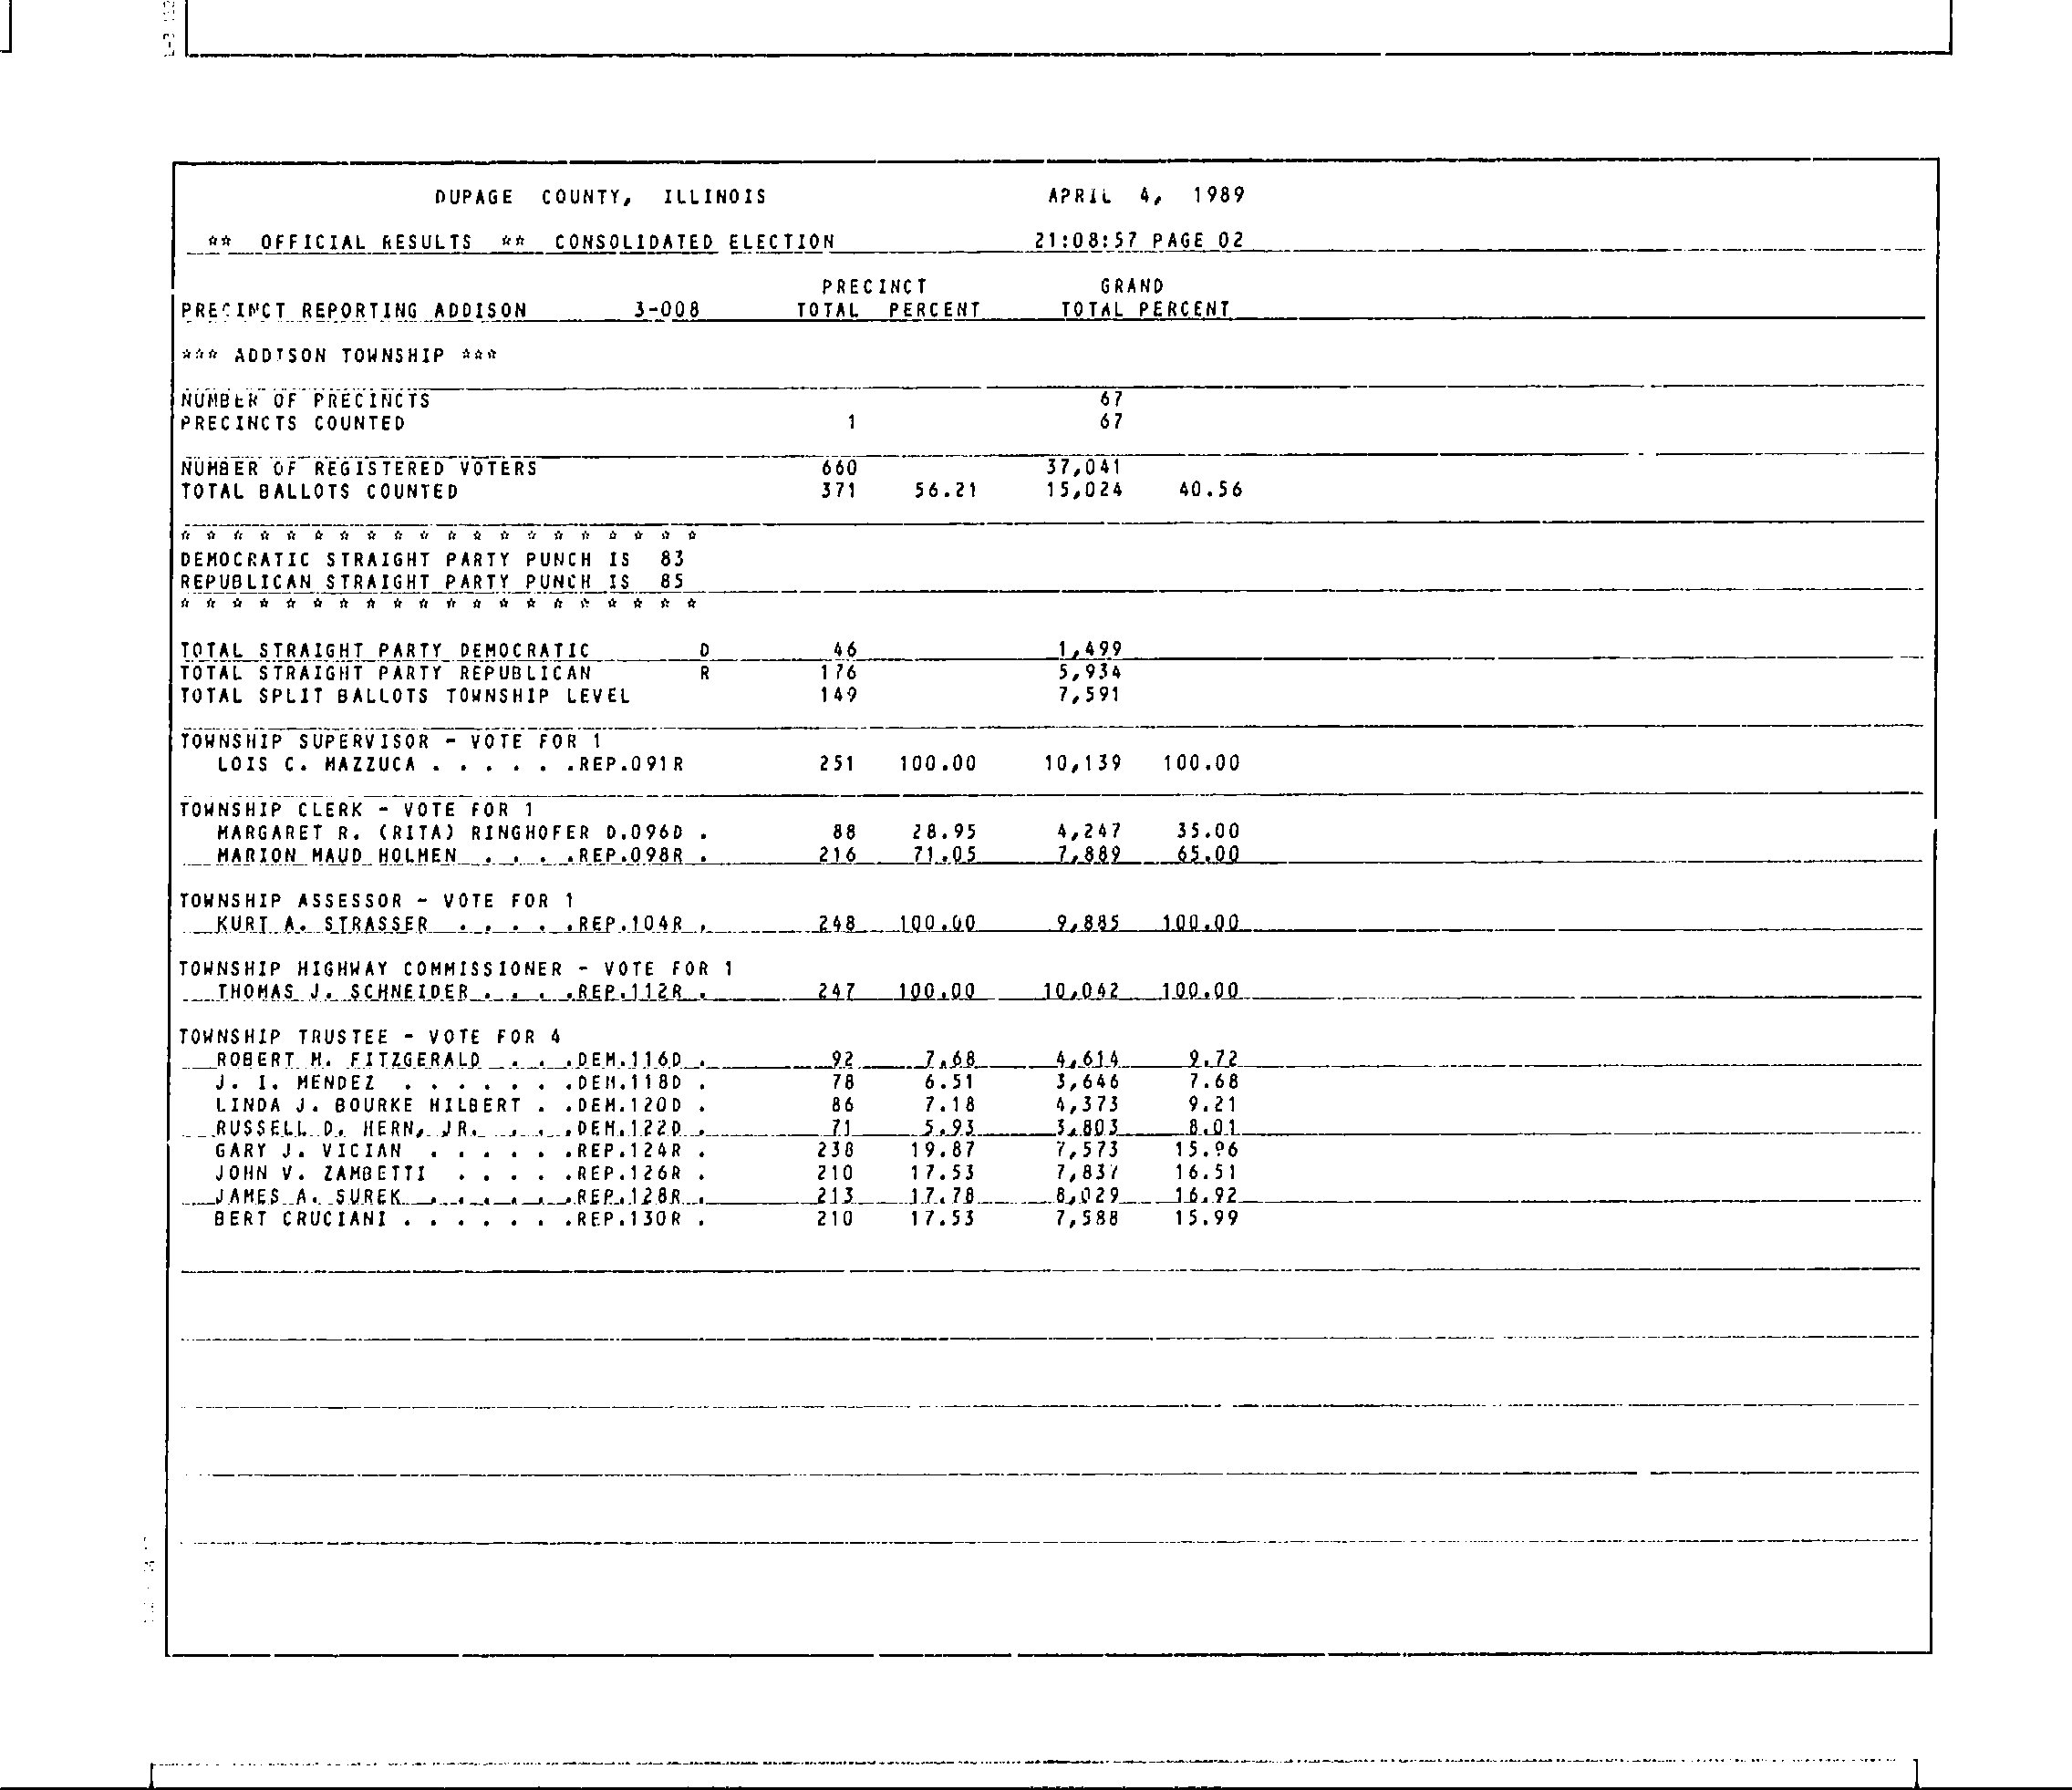 DUPAGE COUNTY, ILLINOIS APRIL 4, 1989
** OFFICIAL RESULTS ** CONSOLIDATED ELECTION 21:08:57 PAGE 02
PRECINCT GRAND
PRECINCT REPORTING ADDISON 3-008 TOTAL PERCENT TOTAL PERCENT
*** ADDISON TOWNSHIP ***
NUMBER OF PRECINCTS 67
PRECINCTS COUNTED 1 67
NUMBER OF REGISTERED VOTERS 660 37,041
TOTAL BALLOTS COUNTED 371 56.21 15,024 40.56
* * * * * * * * * * * * * * * * * * * *
DEMOCRATIC STRAIGHT PARTY PUNCH IS 83
REPUBLICAN STRAIGHT PARTY PUNCH IS 85
* * * * * * * * * * * * * * * * * * * *
TOTAL STRAIGHT PARTY DEMOCRATIC D 46 1,499
TOTAL STRAIGHT PARTY REPUBLICAN R 176 5,934
TOTAL SPLIT BALLOTS TOWNSHIP LEVEL 149 7,591
TOWNSHIP SUPERVISOR - VOTE FOR 1
LOIS C. MAZZUCA . . . . . .REP.091R 251 100.00 10,139 100.00
TOWNSHIP CLERK - VOTE FOR 1
MARGARET R. (RITA) RINGHOFER D.096D . 88 28.95 4,247 35.00
MARION MAUD HOLMEN . . . .REP.098R . 216 71.05 7,889 65.00
TOWNSHIP ASSESSOR - VOTE FOR 1
KURT A. STRASSER . . . . .REP.104R . 248 100.00 9,885 100.00
TOWNSHIP HIGHWAY COMMISSIONER - VOTE FOR 1
THOMAS J. SCHNEIDER . . . .REP.112R . 247 100.00 10,042 100.00
TOWNSHIP TRUSTEE - VOTE FOR 4
ROBERT M. FITZGERALD . . .DEM.116D . 92 7.68 4,614 9.72
J. I. MENDEZ . . . . . . .DEM.118D . 78 6.51 3,646 7.68
LINDA J. BOURKE HILBERT . .DEM.120D . 86 7.18 4,373 9.21
RUSSELL D. HERN, JR. . . . .DEM.122D . 71 5.93 3,803 8.01
GARY J. VICIAN . . . . . .REP.124R . 238 19.87 7,573 15.96
JOHN V. ZAMBETTI . . . . .REP.126R . 210 17.53 7,837 16.51
JAMES A. SUREK . . . . . .REP.128R . 213 17.78 8,029 16.92
BERT CRUCIANI . . . . . . .REP.130R . 210 17.53 7,588 15.99